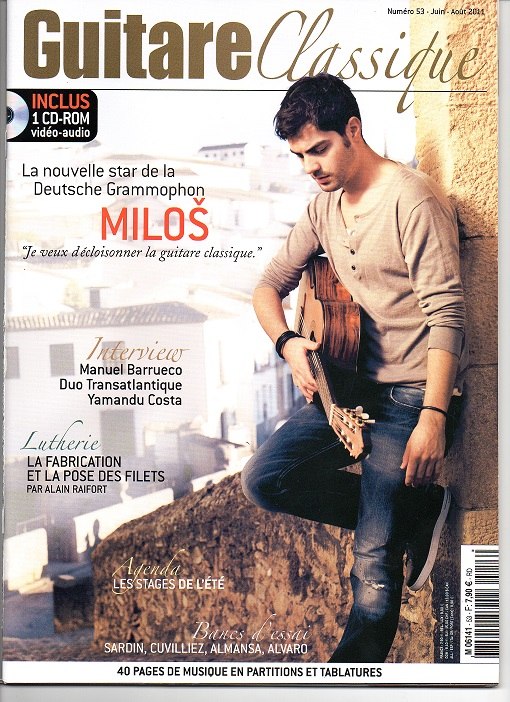 Numéro 53 - Juin - Août 2011
Guitare Classique
INCLUS
1 CD-ROM
vidéo-audio
La nouvelle star de la
Deutsche Grammophon
MILOŠ
“Je veux décloisonner la guitare classique.”
Interview
Manuel Barrueco
Duo Transatlantique
Yamandu Costa
Lutherie
LA FABRICATION
ET LA POSE DES FILETS
PAR ALAIN RAIFORT
Agenda
LES STAGES DE L'ÉTÉ
Bancs d'essai
SARDIN, CUVILLIEZ, ALMANSA, ALVARO
M 06141 - 53 - F: 7,90 € - RD
40 PAGES DE MUSIQUE EN PARTITIONS ET TABLATURES